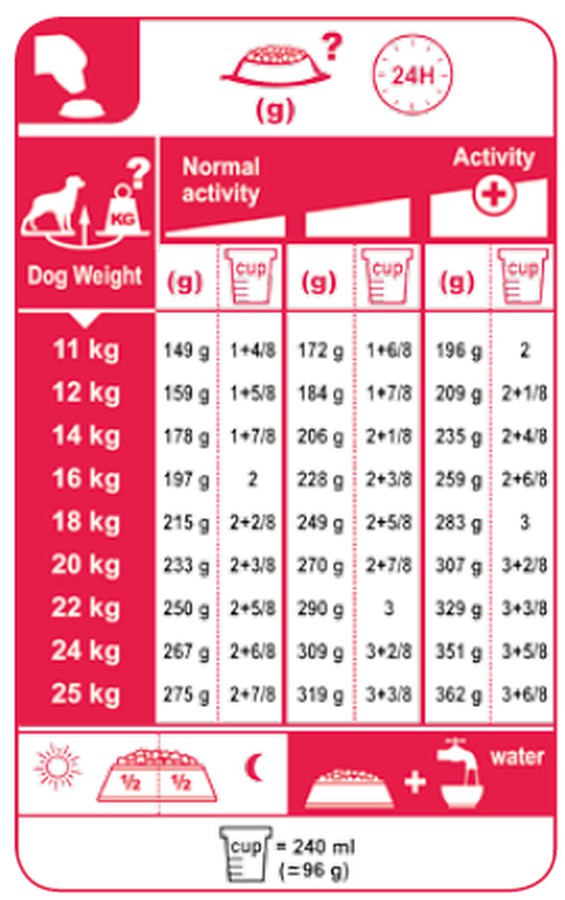 ?
24H
(g)
?
KG
Dog Weight
Normal
activity
Activity
+
(g) cup (g) cup (g) cup
11 kg 149 g 1+4/8 172 g 1+6/8 196 g 2
12 kg 159 g 1+5/8 184 g 1+7/8 209 g 2+1/8
14 kg 178 g 1+7/8 206 g 2+1/8 235 g 2+4/8
16 kg 197 g 2 228 g 2+3/8 259 g 2+6/8
18 kg 215 g 2+2/8 249 g 2+5/8 283 g 3
20 kg 233 g 2+3/8 270 g 2+7/8 307 g 3+2/8
22 kg 250 g 2+5/8 290 g 3 329 g 3+3/8
24 kg 267 g 2+6/8 309 g 3+2/8 351 g 3+5/8
25 kg 275 g 2+7/8 319 g 3+3/8 362 g 3+6/8
½ ½
+ water
cup = 240 ml
(=96 g)